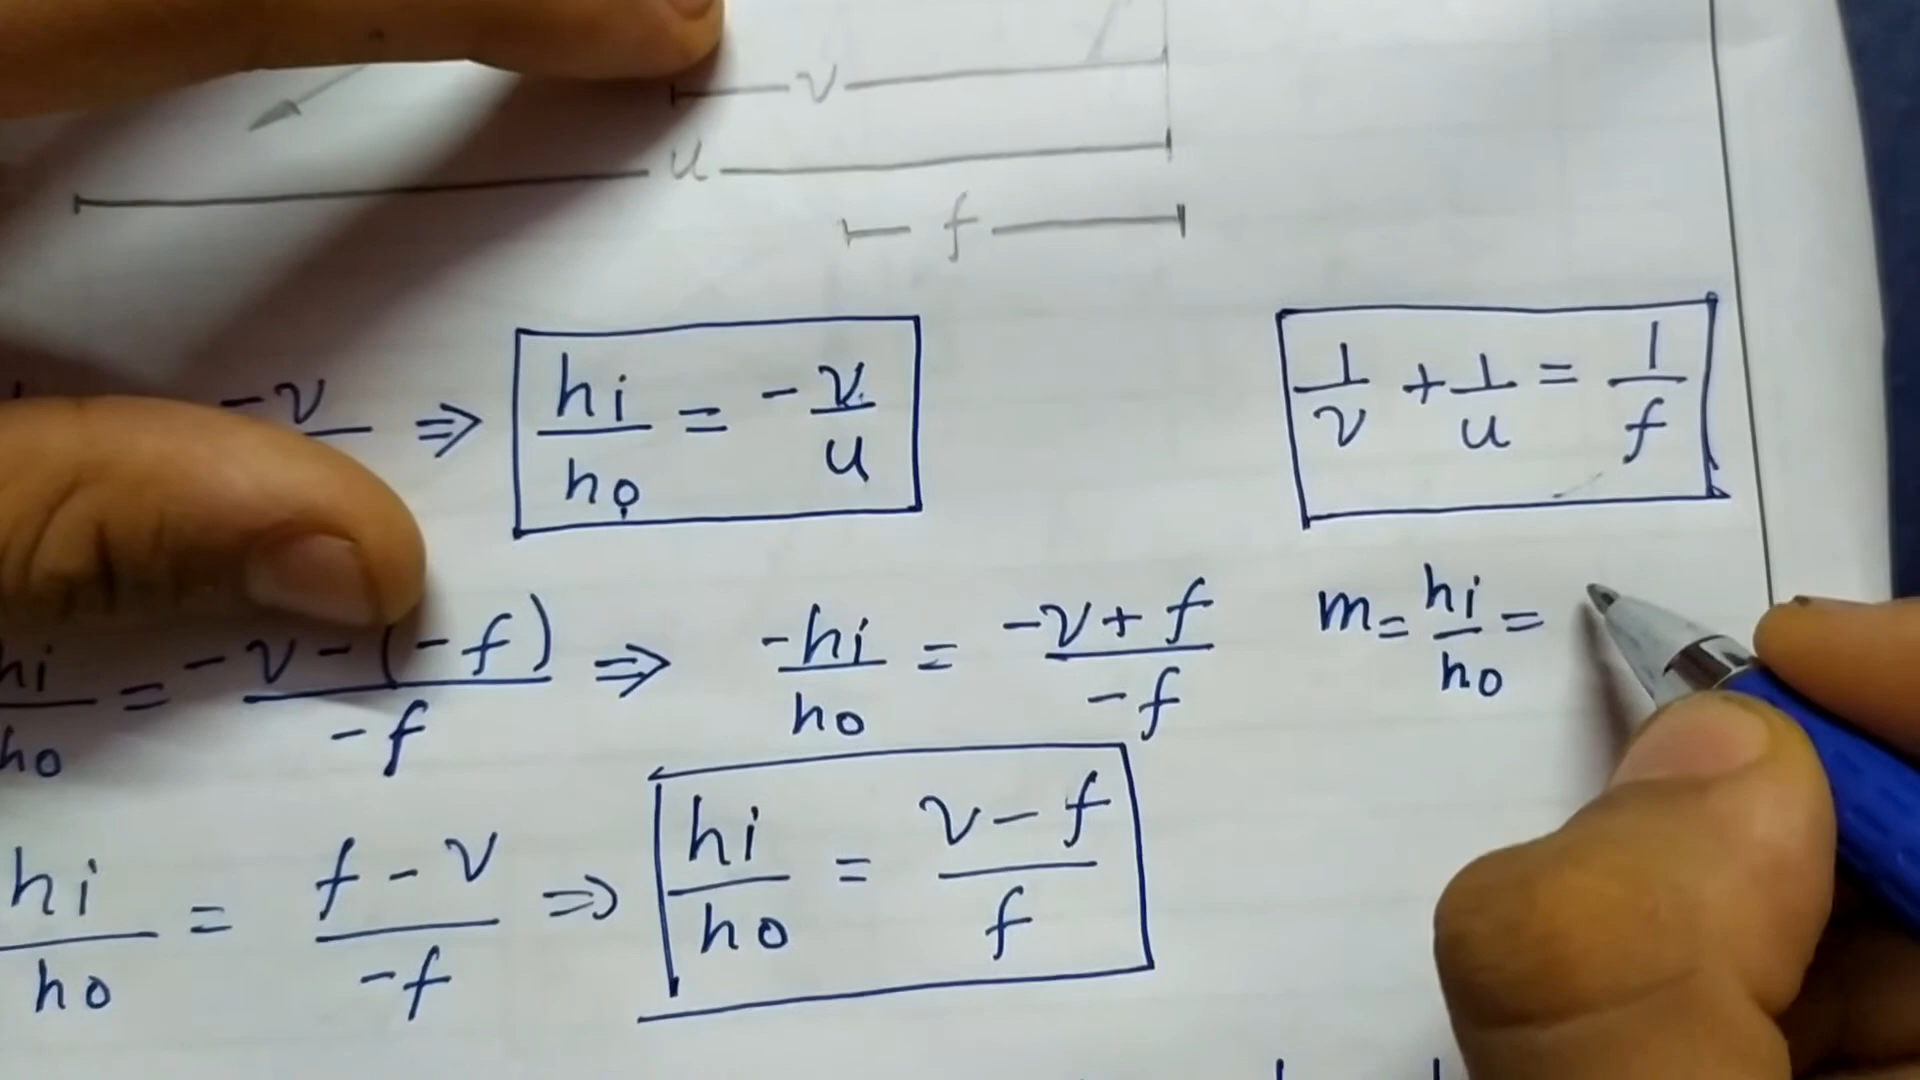 v
u
f
-v ⇒ hi/ho = -v/u
1/v + 1/u = 1/f
hi/ho = -v-(-f)/-f ⇒ -hi/ho = -v+f/-f
m = hi/ho =
hi/ho = f-v/-f ⇒ hi/ho = v-f/f